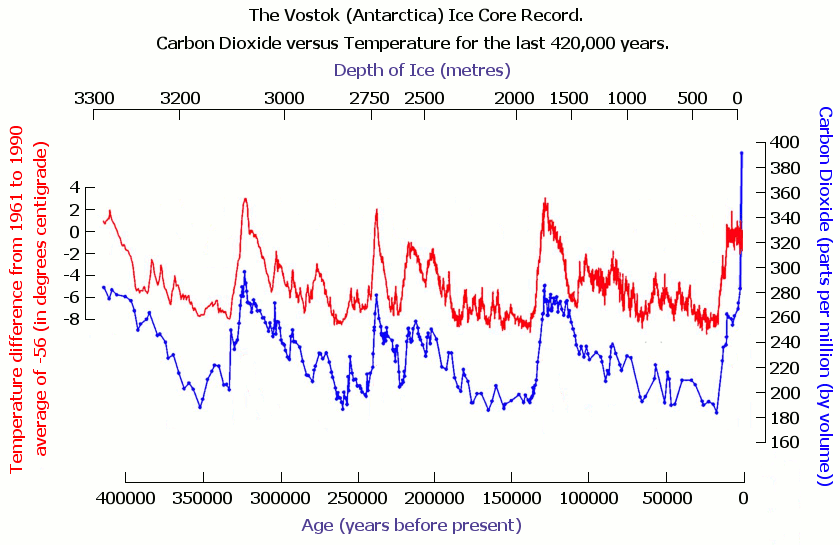 The Vostok (Antarctica) Ice Core Record.
Carbon Dioxide versus Temperature for the last 420,000 years.
Depth of Ice (metres)
3300 3200 3000 2750 2500 2000 1500 1000 500 0
Temperature difference from 1961 to 1990
average of -56 (in degrees centigrade)
4
2
0
-2
-4
-6
-8
400
380
360
340
320
300
280
260
240
220
200
180
160
Carbon Dioxide (parts per million (by volume))
400000 350000 300000 250000 200000 150000 100000 50000 0
Age (years before present)